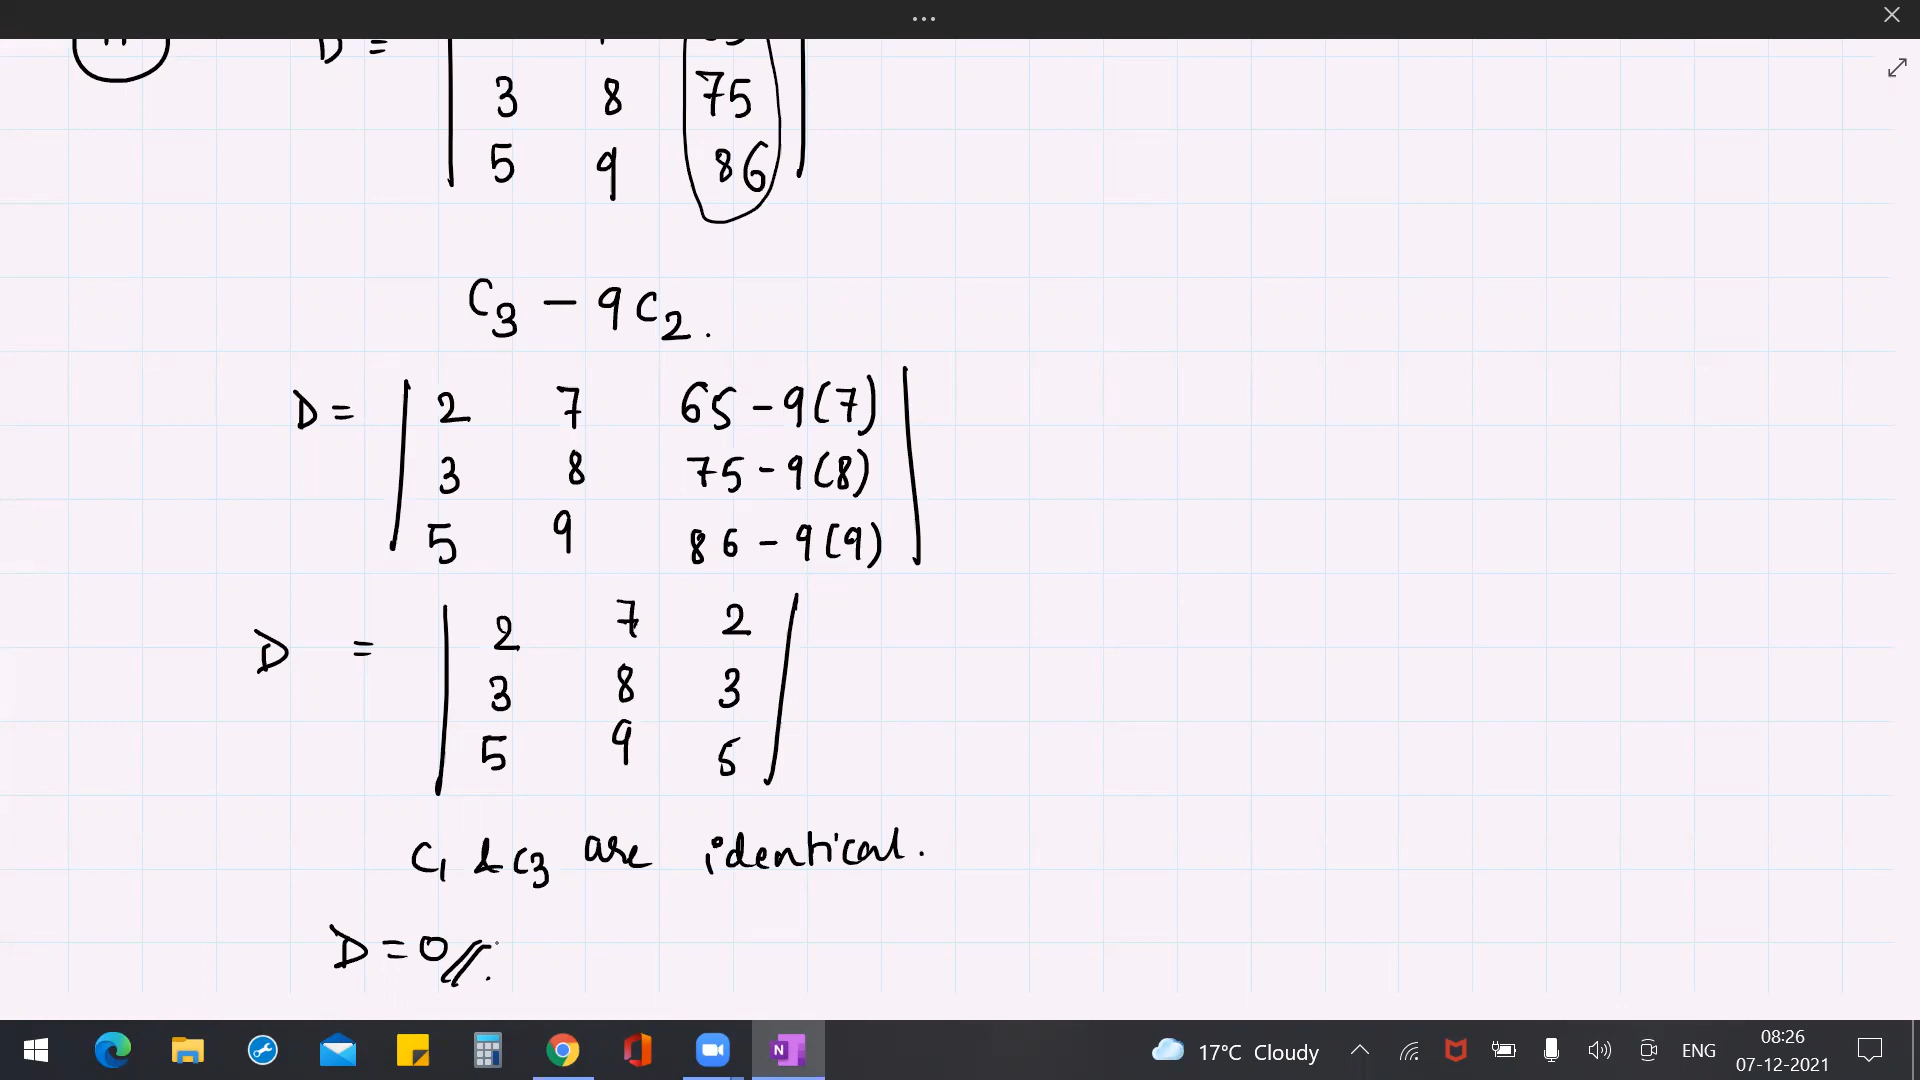 D =
3 8 75
5 9 86
C3 - 9C2.
D = | 2 7 65 - 9(7) |
3 8 75 - 9(8)
5 9 86 - 9(9)
D = | 2 7 2 |
3 8 3
5 9 5
C1 & C3 are identical.
D = 0 //.
17°C Cloudy
ENG
08:26
07-12-2021